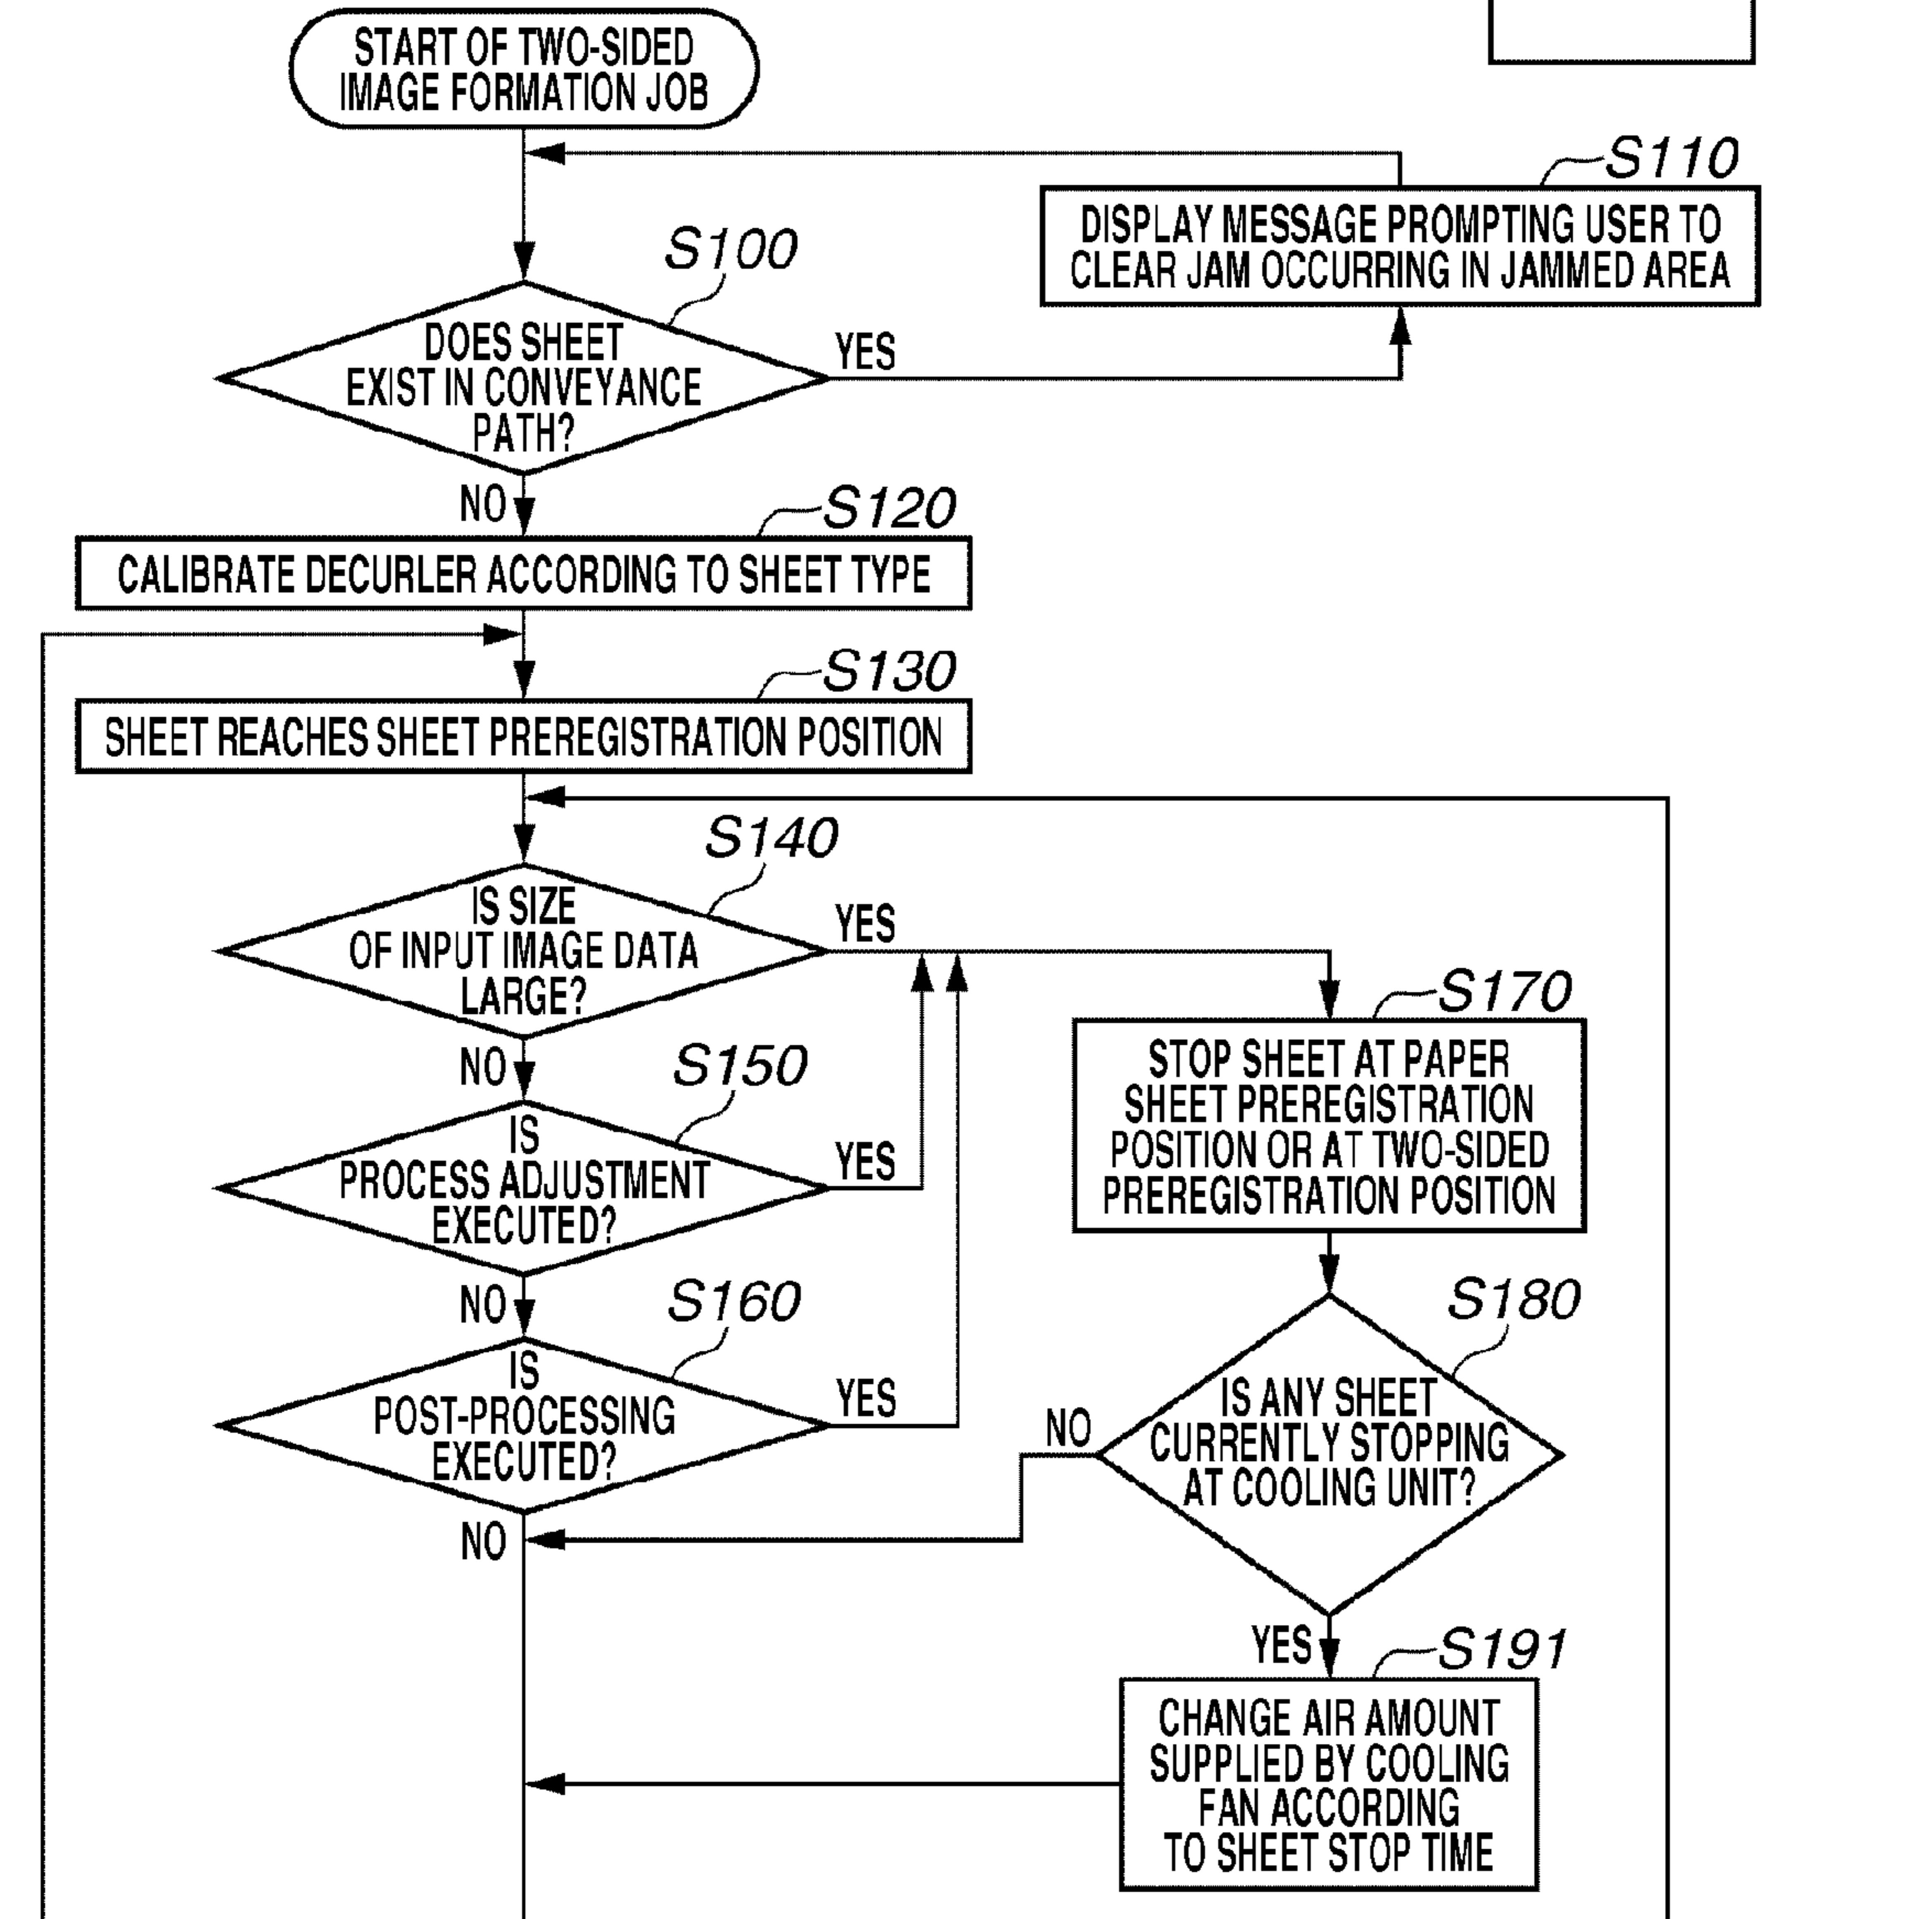 START OF TWO-SIDED
IMAGE FORMATION JOB
S110
DISPLAY MESSAGE PROMPTING USER TO
CLEAR JAM OCCURRING IN JAMMED AREA
S100
DOES SHEET
EXIST IN CONVEYANCE
PATH?
YES
NO
S120
CALIBRATE DECURLER ACCORDING TO SHEET TYPE
S130
SHEET REACHES SHEET PREREGISTRATION POSITION
S140
IS SIZE
OF INPUT IMAGE DATA
LARGE?
YES
NO
S150
IS
PROCESS ADJUSTMENT
EXECUTED?
YES
NO
S160
IS
POST-PROCESSING
EXECUTED?
YES
NO
S170
STOP SHEET AT PAPER
SHEET PREREGISTRATION
POSITION OR AT TWO-SIDED
PREREGISTRATION POSITION
S180
IS ANY SHEET
CURRENTLY STOPPING
AT COOLING UNIT?
NO
YES
S191
CHANGE AIR AMOUNT
SUPPLIED BY COOLING
FAN ACCORDING
TO SHEET STOP TIME